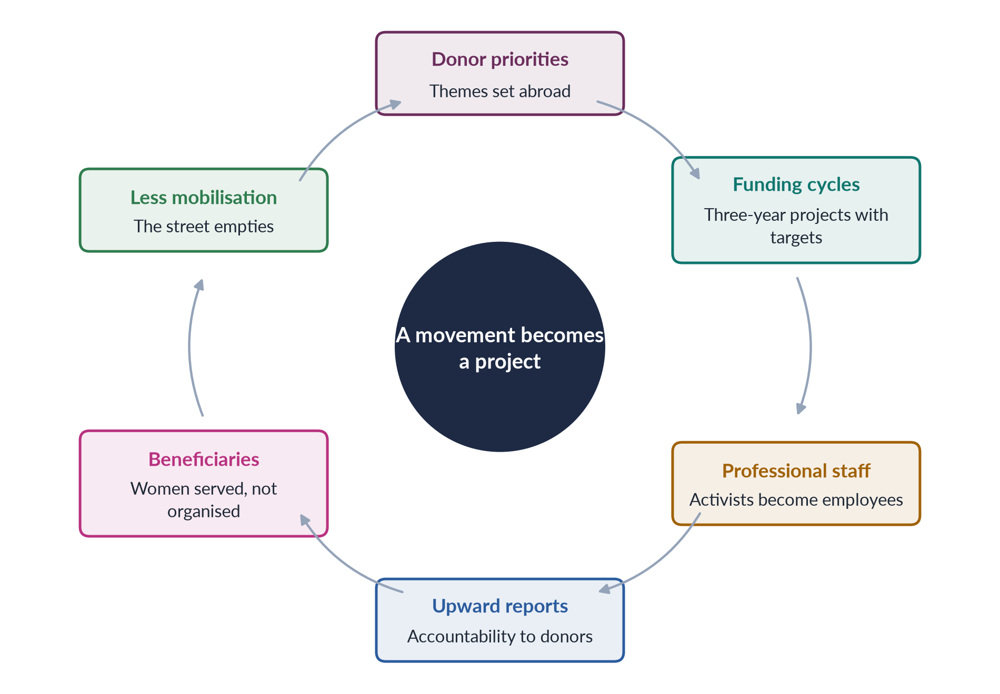 Donor priorities
Themes set abroad
Funding cycles
Three-year projects with
targets
Professional staff
Activists become employees
Upward reports
Accountability to donors
Beneficiaries
Women served, not
organised
Less mobilisation
The street empties
A movement becomes
a project